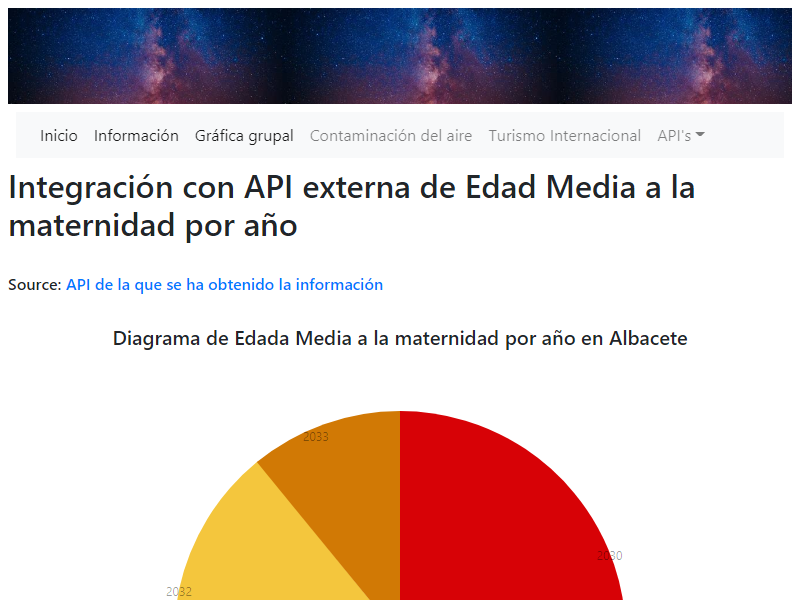 Inicio Información Gráfica grupal Contaminación del aire Turismo Internacional API's
Integración con API externa de Edad Media a la
maternidad por año
Source: API de la que se ha obtenido la información
Diagrama de Edada Media a la maternidad por año en Albacete
2033
2030
2032